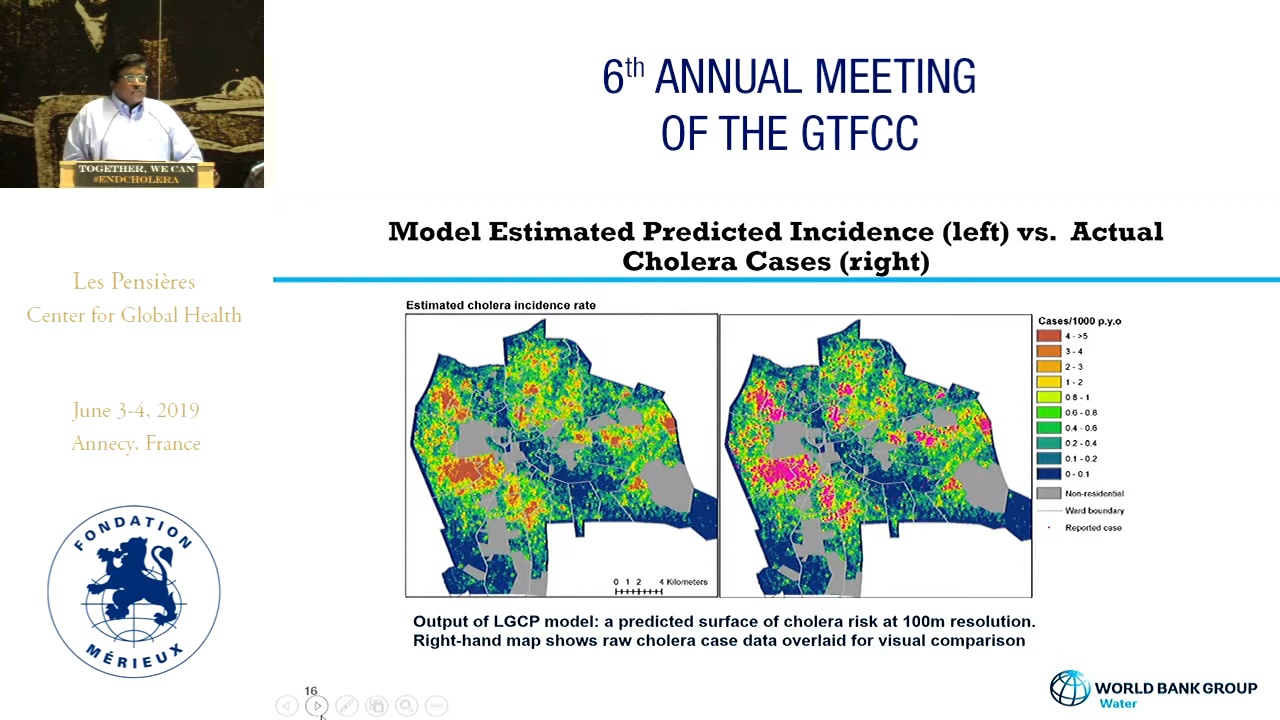 6th ANNUAL MEETING
OF THE GTFCC
TOGETHER, WE CAN
#ENDCHOLERA
Les Pensières
Center for Global Health
June 3-4, 2019
Annecy, France
FONDATION
MÉRIEUX
Model Estimated Predicted Incidence (left) vs. Actual
Cholera Cases (right)
Estimated cholera incidence rate
0 1 2 4 Kilometers
Cases/1000 p.y.o
4 - >5
3 - 4
2 - 3
1 - 2
0.8 - 1
0.6 - 0.8
0.4 - 0.6
0.2 - 0.4
0.1 - 0.2
0 - 0.1
Non-residential
Ward boundary
Reported case
Output of LGCP model: a predicted surface of cholera risk at 100m resolution.
Right-hand map shows raw cholera case data overlaid for visual comparison
16
WORLD BANK GROUP
Water